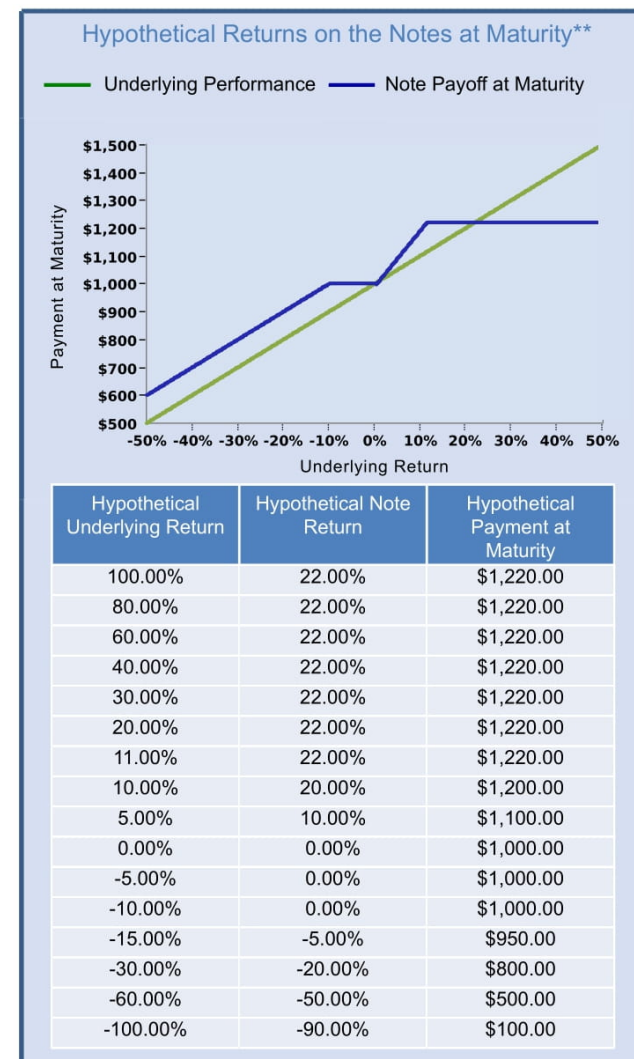 Hypothetical Returns on the Notes at Maturity**
Underlying Performance Note Payoff at Maturity
$1,500
$1,400
$1,300
$1,200
$1,100
$1,000
$900
$800
$700
$600
$500
Payment at Maturity
-50% -40% -30% -20% -10% 0% 10% 20% 30% 40% 50%
Underlying Return
Hypothetical Underlying Return
Hypothetical Note Return
Hypothetical Payment at Maturity
100.00% 22.00% $1,220.00
80.00% 22.00% $1,220.00
60.00% 22.00% $1,220.00
40.00% 22.00% $1,220.00
30.00% 22.00% $1,220.00
20.00% 22.00% $1,220.00
11.00% 22.00% $1,220.00
10.00% 20.00% $1,200.00
5.00% 10.00% $1,100.00
0.00% 0.00% $1,000.00
-5.00% 0.00% $1,000.00
-10.00% 0.00% $1,000.00
-15.00% -5.00% $950.00
-30.00% -20.00% $800.00
-60.00% -50.00% $500.00
-100.00% -90.00% $100.00